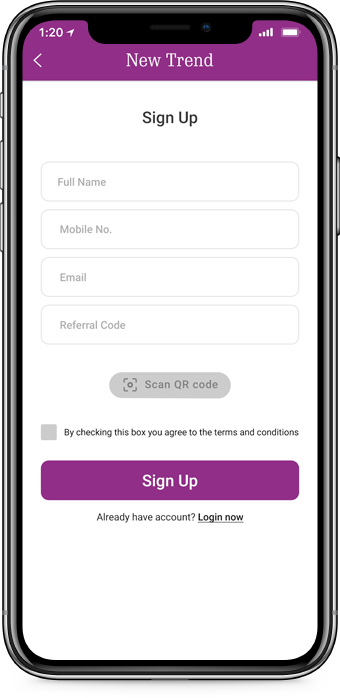 1:20
New Trend
Sign Up
Full Name
Mobile No.
Email
Referral Code
Scan QR code
By checking this box you agree to the terms and conditions
Sign Up
Already have account? Login now